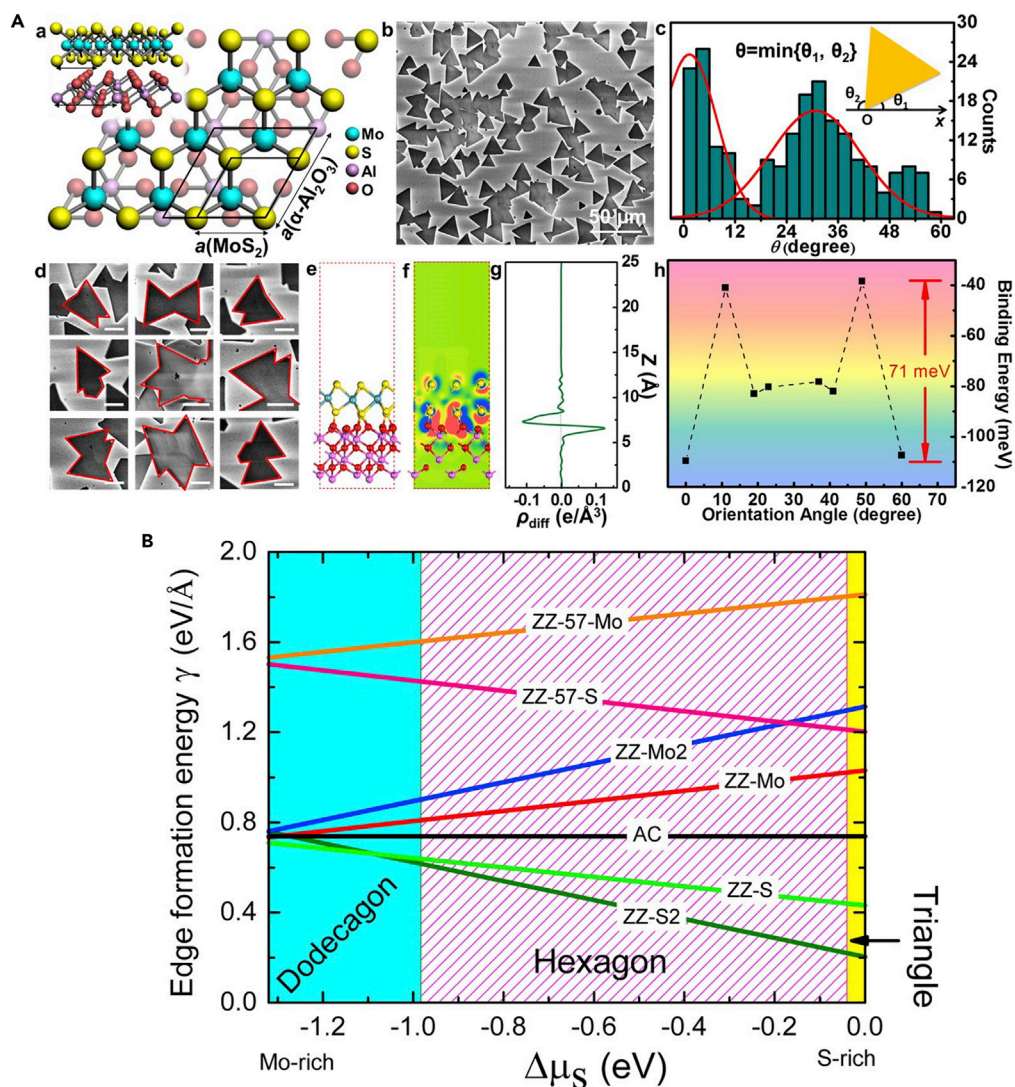 A
a
Mo
S
Al
O
a(MoS₂)
a(α-Al₂O₃)
b
50 μm
c
θ=min{θ₁, θ₂}
θ₂
θ₁
O
x
30
24
18
12
6
0
Counts
0 12 24 36 48 60
θ (degree)
d
e
f
g
25
20
15
10
5
0
Z (Å)
-0.1 0.0 0.1
ρdiff (e/Å³)
h
-40
-60
-80
-100
-120
Binding Energy (meV)
71 meV
0 10 20 30 40 50 60 70
Orientation Angle (degree)
B
Edge formation energy γ (eV/Å)
2.0
1.6
1.2
0.8
0.4
0.0
ZZ-57-Mo
ZZ-57-S
ZZ-Mo2
ZZ-Mo
AC
ZZ-S
ZZ-S2
Dodecagon
Hexagon
Triangle
-1.2 -1.0 -0.8 -0.6 -0.4 -0.2 0.0
Mo-rich
ΔμS (eV)
S-rich